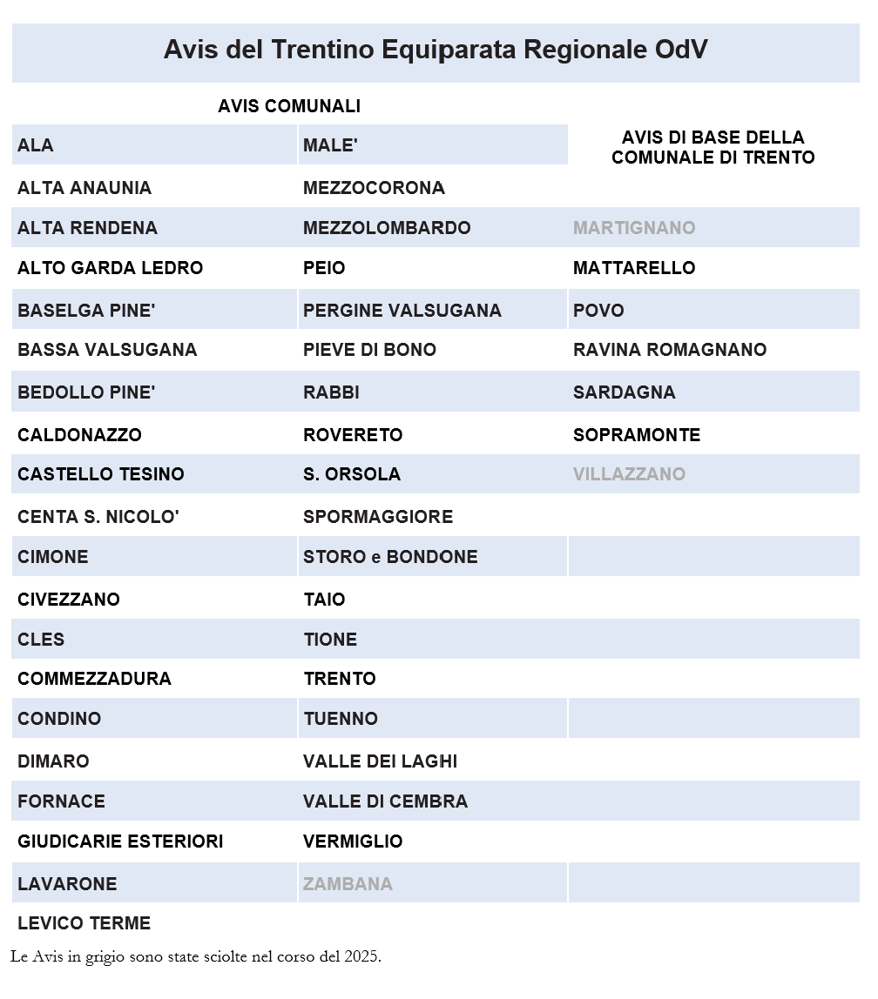 Avis del Trentino Equiparata Regionale OdV
AVIS COMUNALI
AVIS DI BASE DELLA
COMUNALE DI TRENTO
ALA MALE'
ALTA ANAUNIA MEZZOCORONA
ALTA RENDENA MEZZOLOMBARDO MARTIGNANO
ALTO GARDA LEDRO PEIO MATTARELLO
BASELGA PINE' PERGINE VALSUGANA POVO
BASSA VALSUGANA PIEVE DI BONO RAVINA ROMAGNANO
BEDOLLO PINE' RABBI SARDAGNA
CALDONAZZO ROVERETO SOPRAMONTE
CASTELLO TESINO S. ORSOLA VILLAZZANO
CENTA S. NICOLO' SPORMAGGIORE
CIMONE STORO e BONDONE
CIVEZZANO TAIO
CLES TIONE
COMMEZZADURA TRENTO
CONDINO TUENNO
DIMARO VALLE DEI LAGHI
FORNACE VALLE DI CEMBRA
GIUDICARIE ESTERIORI VERMIGLIO
LAVARONE ZAMBANA
LEVICO TERME
Le Avis in grigio sono state sciolte nel corso del 2025.